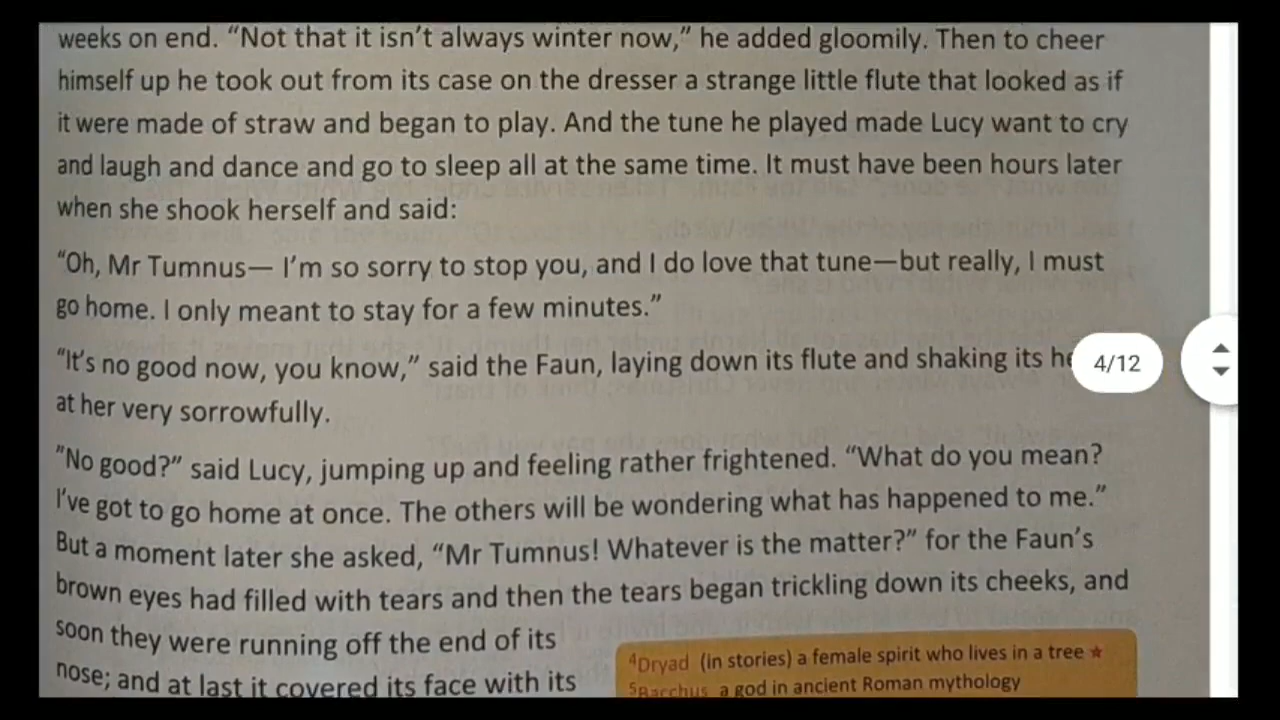 weeks on end. “Not that it isn’t always winter now,” he added gloomily. Then to cheer
himself up he took out from its case on the dresser a strange little flute that looked as if
it were made of straw and began to play. And the tune he played made Lucy want to cry
and laugh and dance and go to sleep all at the same time. It must have been hours later
when she shook herself and said:
“Oh, Mr Tumnus— I’m so sorry to stop you, and I do love that tune—but really, I must
go home. I only meant to stay for a few minutes.”
“It’s no good now, you know,” said the Faun, laying down its flute and shaking its
4/12
at her very sorrowfully.
“No good?” said Lucy, jumping up and feeling rather frightened. “What do you mean?
I’ve got to go home at once. The others will be wondering what has happened to me.”
But a moment later she asked, “Mr Tumnus! Whatever is the matter?” for the Faun’s
brown eyes had filled with tears and then the tears began trickling down its cheeks, and
soon they were running off the end of its
nose; and at last it covered its face with its
4Dryad (in stories) a female spirit who lives in a tree ★
5Bacchus a god in ancient Roman mythology